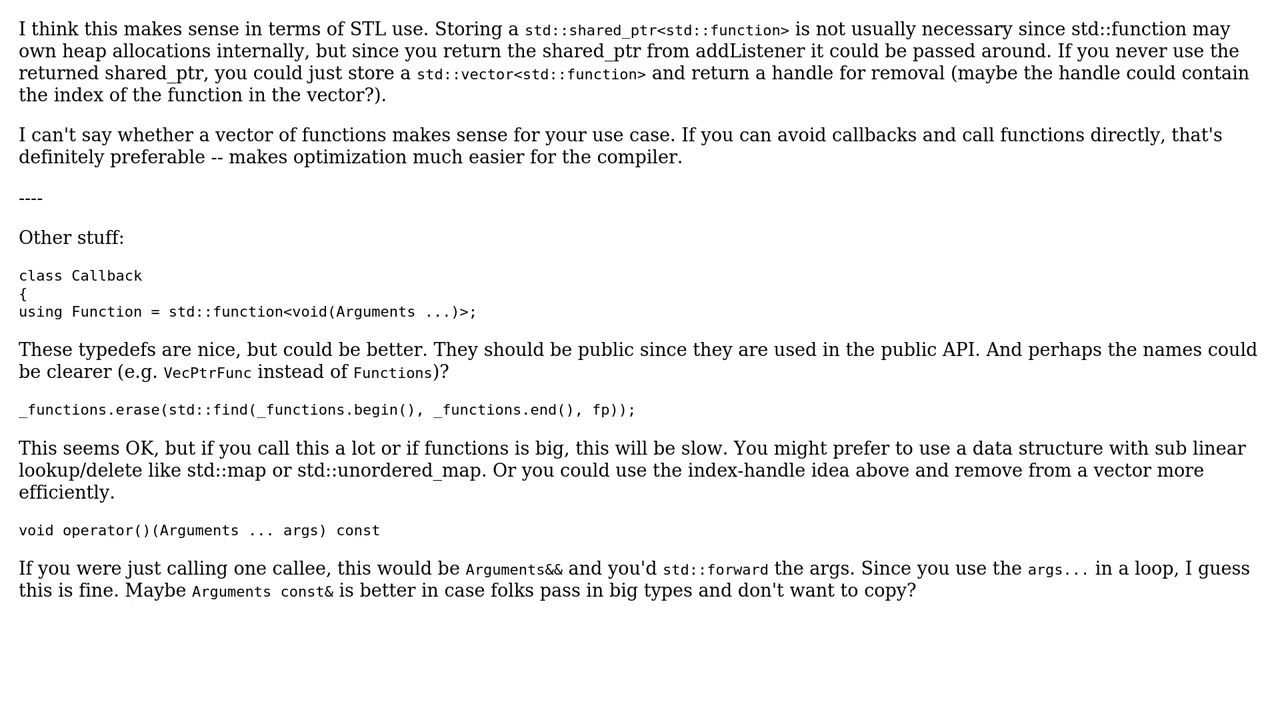 I think this makes sense in terms of STL use. Storing a std::shared_ptr<std::function> is not usually necessary since std::function may
own heap allocations internally, but since you return the shared_ptr from addListener it could be passed around. If you never use the
returned shared_ptr, you could just store a std::vector<std::function> and return a handle for removal (maybe the handle could contain
the index of the function in the vector?).
I can't say whether a vector of functions makes sense for your use case. If you can avoid callbacks and call functions directly, that's
definitely preferable -- makes optimization much easier for the compiler.
----
Other stuff:
class Callback
{
using Function = std::function<void(Arguments ...)>;
These typedefs are nice, but could be better. They should be public since they are used in the public API. And perhaps the names could
be clearer (e.g. VecPtrFunc instead of Functions)?
_functions.erase(std::find(_functions.begin(), _functions.end(), fp));
This seems OK, but if you call this a lot or if functions is big, this will be slow. You might prefer to use a data structure with sub linear
lookup/delete like std::map or std::unordered_map. Or you could use the index-handle idea above and remove from a vector more
efficiently.
void operator()(Arguments ... args) const
If you were just calling one callee, this would be Arguments&& and you'd std::forward the args. Since you use the args... in a loop, I guess
this is fine. Maybe Arguments const& is better in case folks pass in big types and don't want to copy?